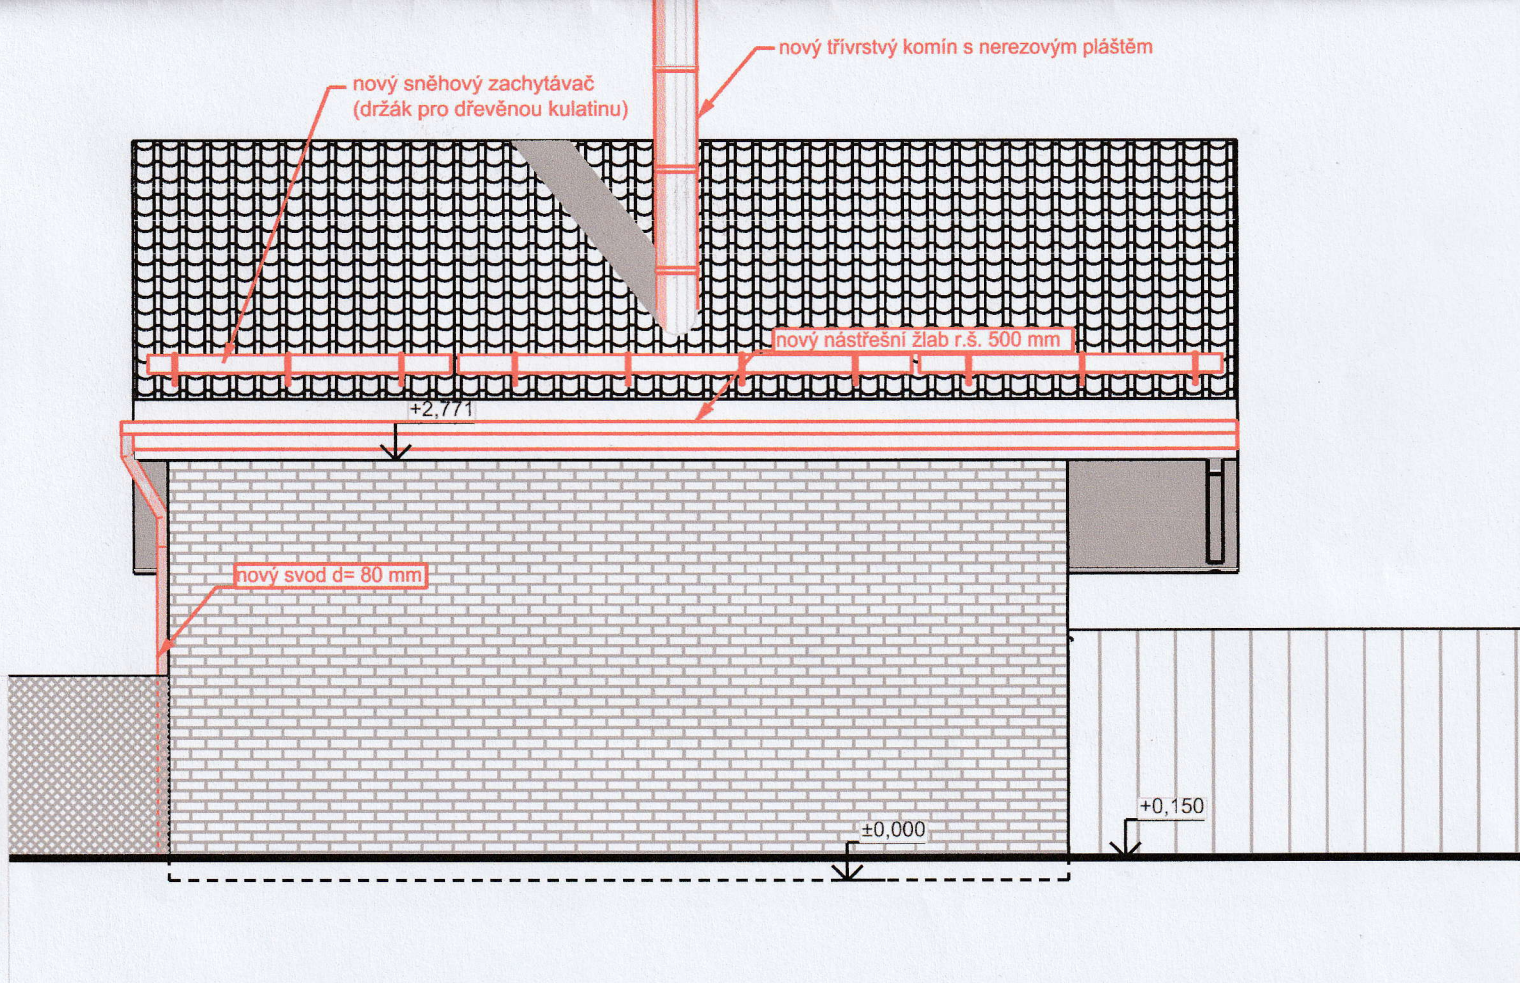 nový třívrstvý komín s nerezovým pláštěm
nový sněhový zachytávač
(držák pro dřevěnou kulatinu)
nový nástřešní žlab r.š. 500 mm
+2,771
nový svod d= 80 mm
+0,150
±0,000